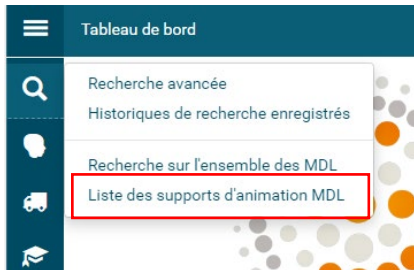 Tableau de bord
Recherche avancée
Historiques de recherche enregistrés
Recherche sur l'ensemble des MDL
Liste des supports d'animation MDL